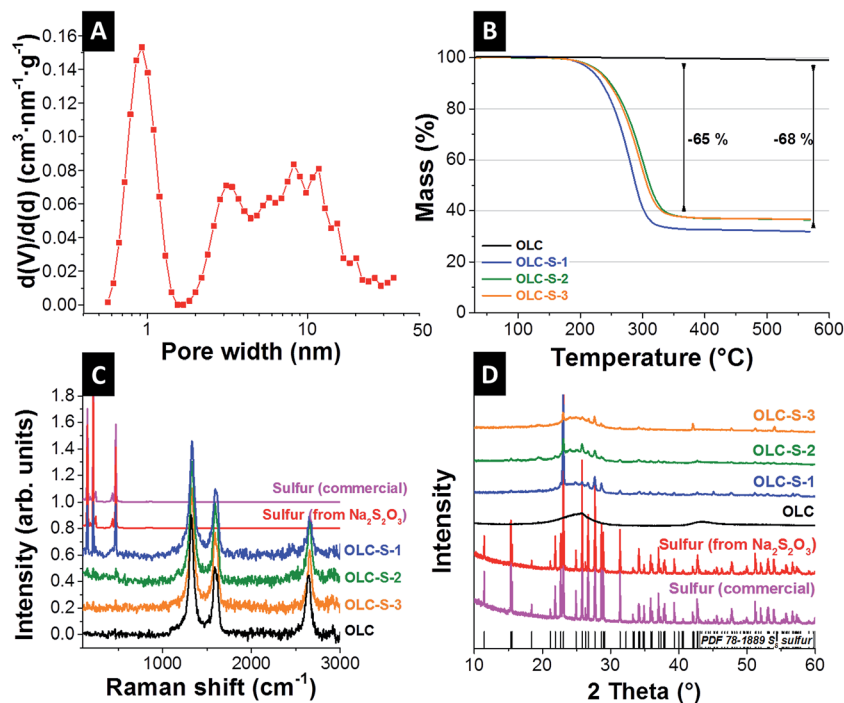 A
0.16
0.14
0.12
0.10
0.08
0.06
0.04
0.02
0.00
d(V)/d(d) (cm³·nm⁻¹·g⁻¹)
1
10
50
Pore width (nm)
B
100
80
60
40
20
0
Mass (%)
-65 %
-68 %
OLC
OLC-S-1
OLC-S-2
OLC-S-3
100
200
300
400
500
600
Temperature (°C)
C
1.8
1.6
1.4
1.2
1.0
0.8
0.6
0.4
0.2
0.0
Intensity (arb. units)
Sulfur (commercial)
Sulfur (from Na₂S₂O₃)
OLC-S-1
OLC-S-2
OLC-S-3
OLC
1000
2000
3000
Raman shift (cm⁻¹)
D
Intensity
OLC-S-3
OLC-S-2
OLC-S-1
OLC
Sulfur (from Na₂S₂O₃)
Sulfur (commercial)
PDF 78-1889 S₈ sulfur
10
20
30
40
50
60
2 Theta (°)